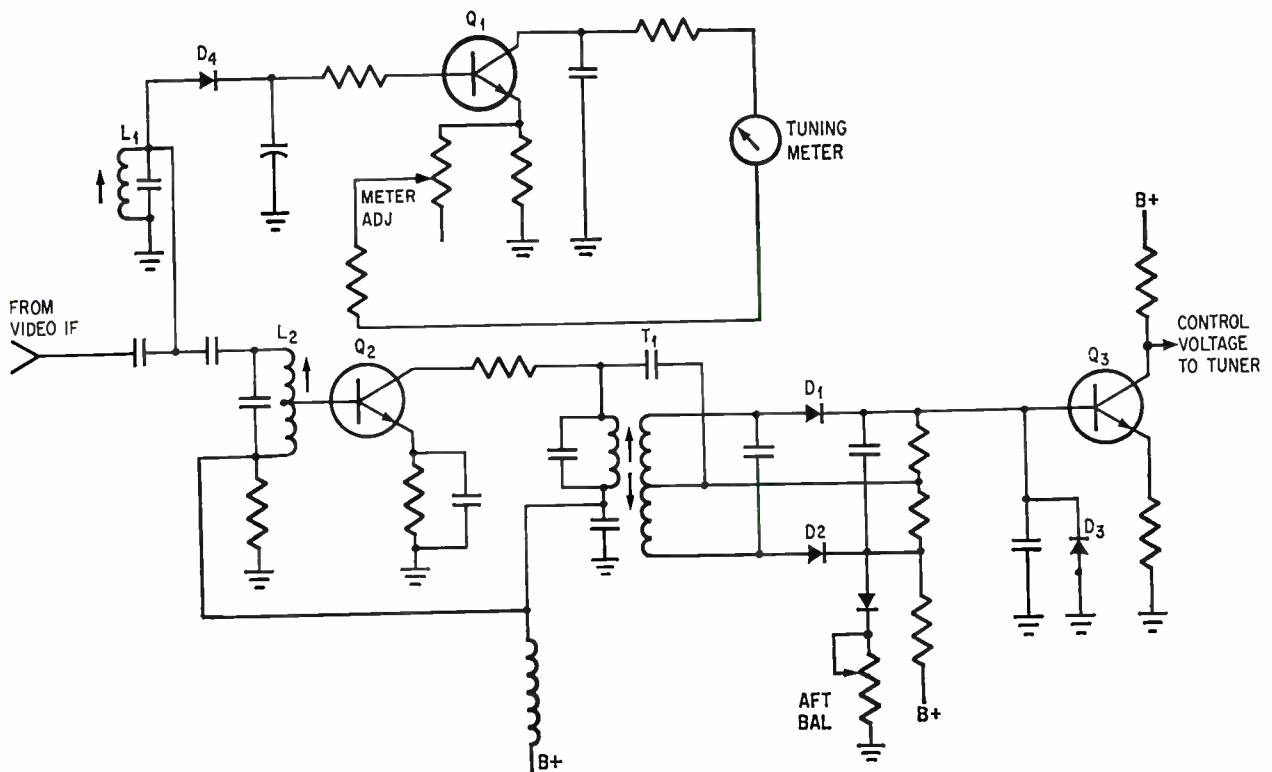 Q1
D4
L1
METER
ADJ
TUNING
METER
FROM
VIDEO IF
L2
Q2
T1
D1
D2
B+
CONTROL
VOLTAGE
TO TUNER
Q3
D3
AFT
BAL
B+
B+